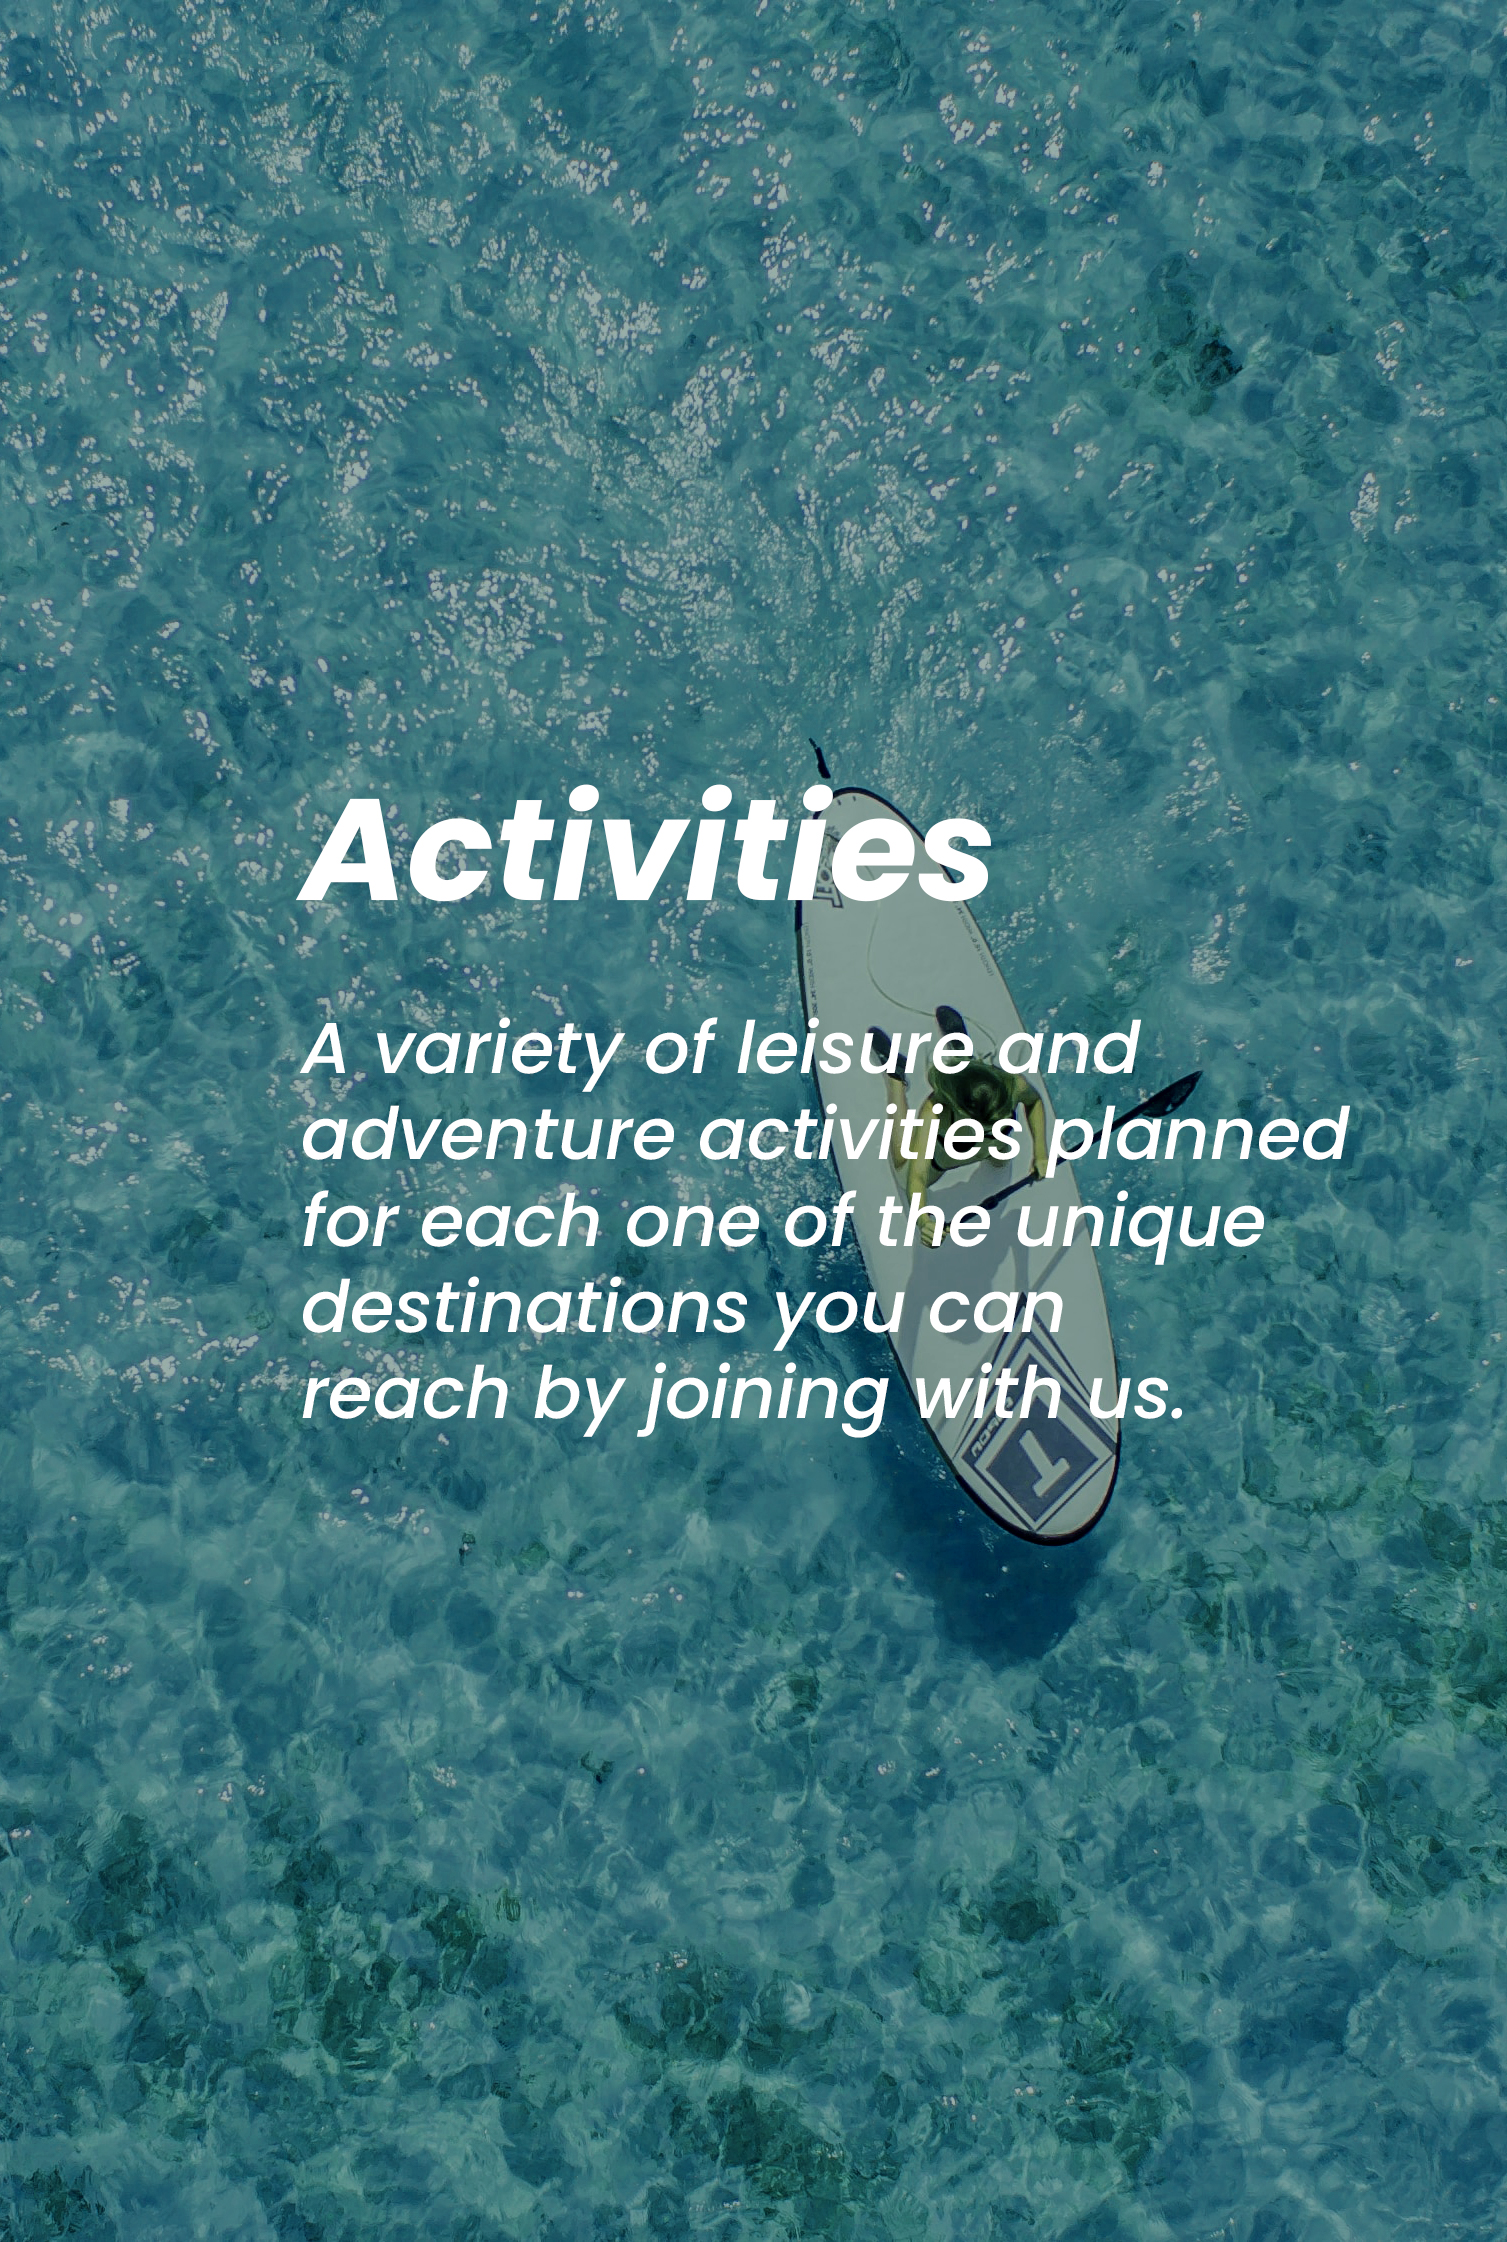 Activities
A variety of leisure and
adventure activities planned
for each one of the unique
destinations you can
reach by joining with us.
T